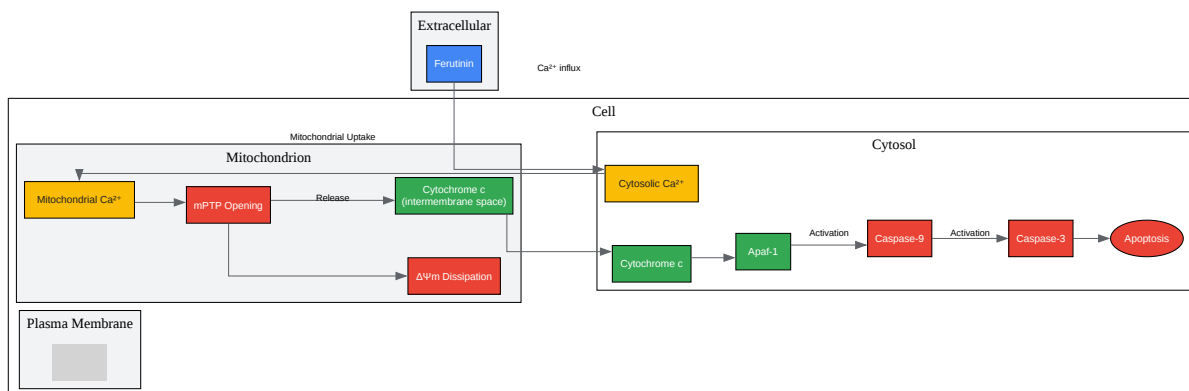 Extracellular
Ferutinin
Ca²⁺ influx
Cell
Mitochondrial Uptake
Mitochondrion
Cytosol
Mitochondrial Ca²⁺
mPTP Opening
Release
Cytochrome c
(intermembrane space)
ΔΨm Dissipation
Cytosolic Ca²⁺
Cytochrome c
Apaf-1
Activation
Caspase-9
Activation
Caspase-3
Apoptosis
Plasma Membrane